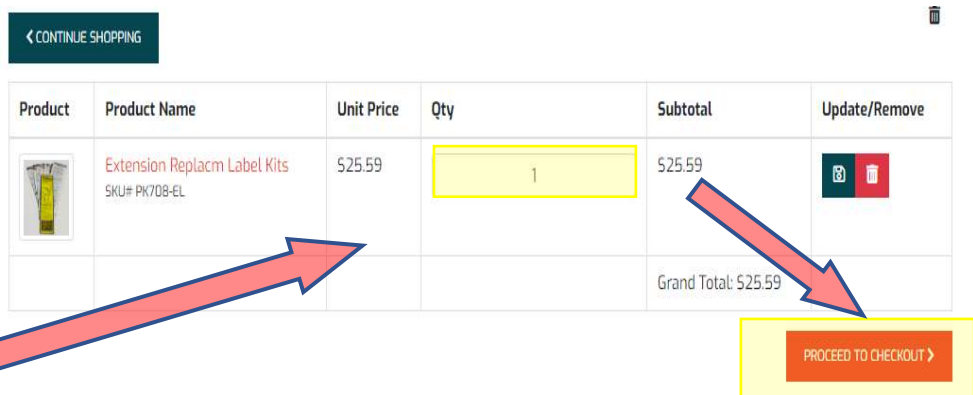 CONTINUE SHOPPING
Product Product Name Unit Price Qty Subtotal Update/Remove
Extension Replacm Label Kits $25.59 1 $25.59
SKU# PK708-EL
Grand Total: $25.59
PROCEED TO CHECKOUT